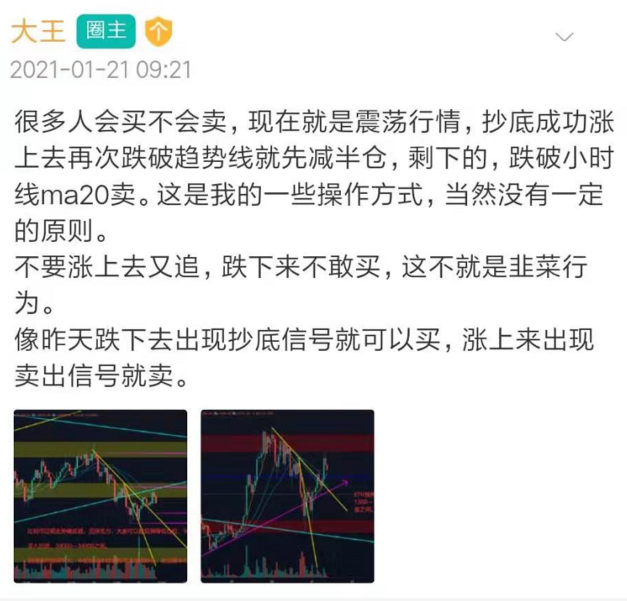 大王 圈主 个
2021-01-21 09:21
很多人会买不会卖，现在就是震荡行情，抄底成功涨
上去再次跌破趋势线就先减半仓，剩下的，跌破小时
线ma20卖。这是我的一些操作方式，当然没有一定
的原则。
不要涨上去又追，跌下来不敢买，这不就是韭菜行
为。
像昨天跌下去出现抄底信号就可以买，涨上来出现
卖出信号就卖。